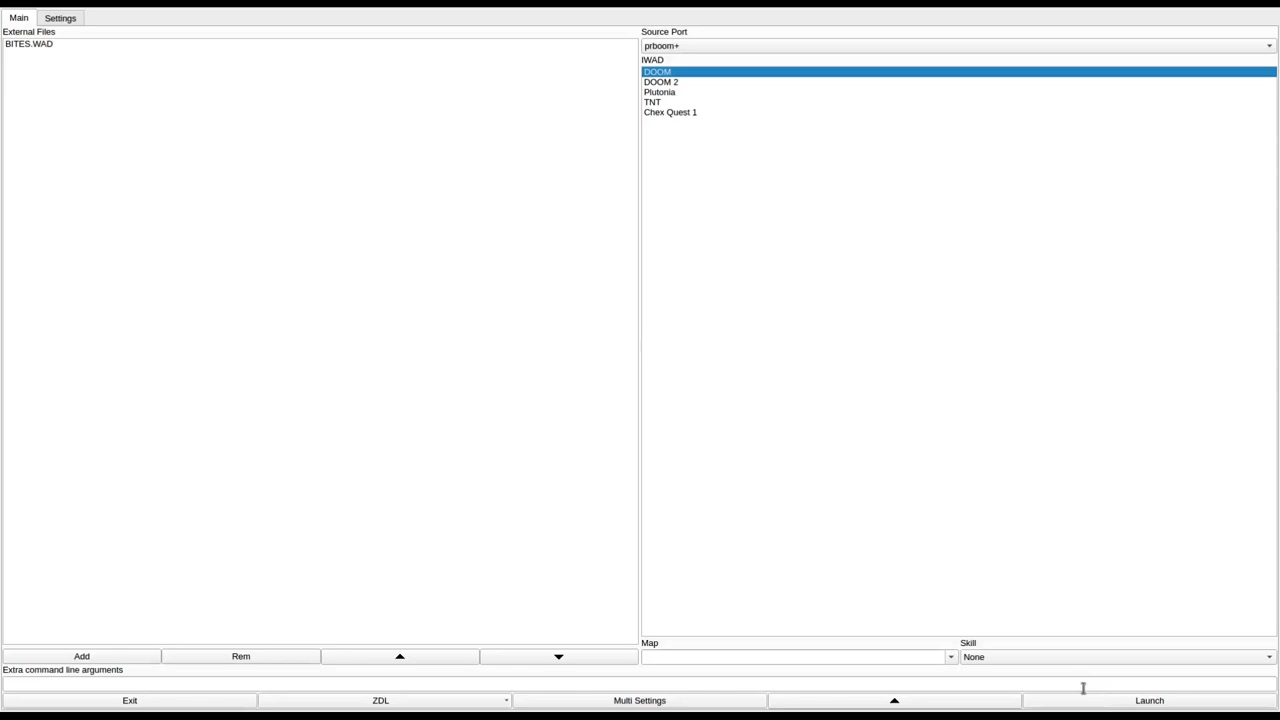 Main Settings
External Files
BITES.WAD
Source Port
prboom+
IWAD
DOOM
DOOM 2
Plutonia
TNT
Chex Quest 1
Map Skill
None
Add Rem
Extra command line arguments
Exit ZDL Multi Settings Launch